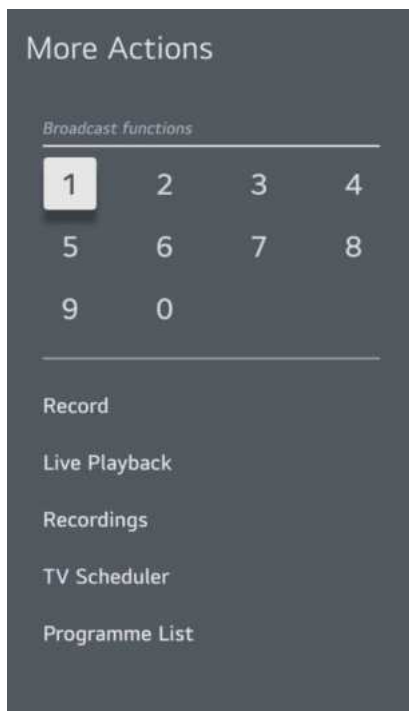 More Actions
Broadcast functions
1 2 3 4
5 6 7 8
9 0
Record
Live Playback
Recordings
TV Scheduler
Programme List